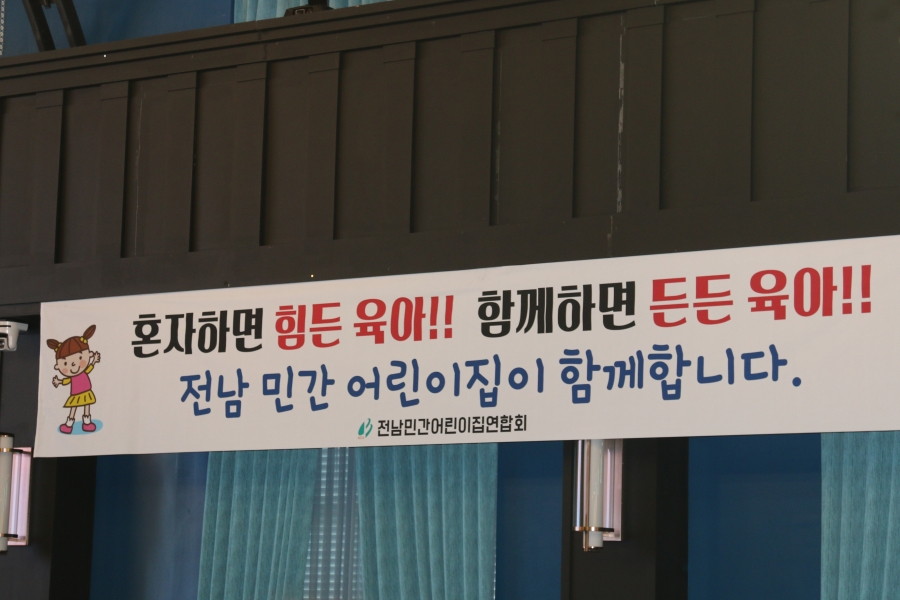 혼자하면 힘든 육아!! 함께하면 든든 육아!!
전남 민간 어린이집이 함께합니다.
전남민간어린이집연합회